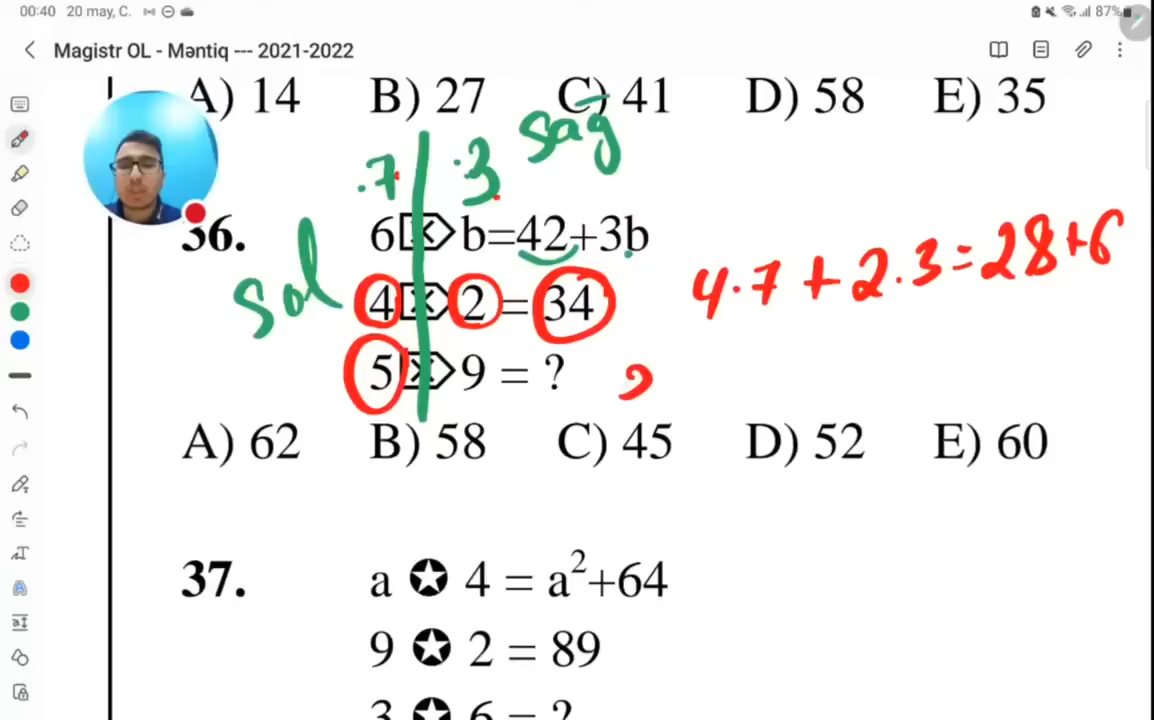 00:40 20 may, C. 87%
Magistr OL - Məntiq --- 2021-2022
A) 14 B) 27 C) 41 D) 58 E) 35
.7 .3 sağ
36. 6 b=42+3b
sol 4 2 = 34 4.7+2.3=28+6
5 9 = ?
A) 62 B) 58 C) 45 D) 52 E) 60
37. a ✪ 4 = a²+64
9 ✪ 2 = 89
3 ✪ 6 = ?